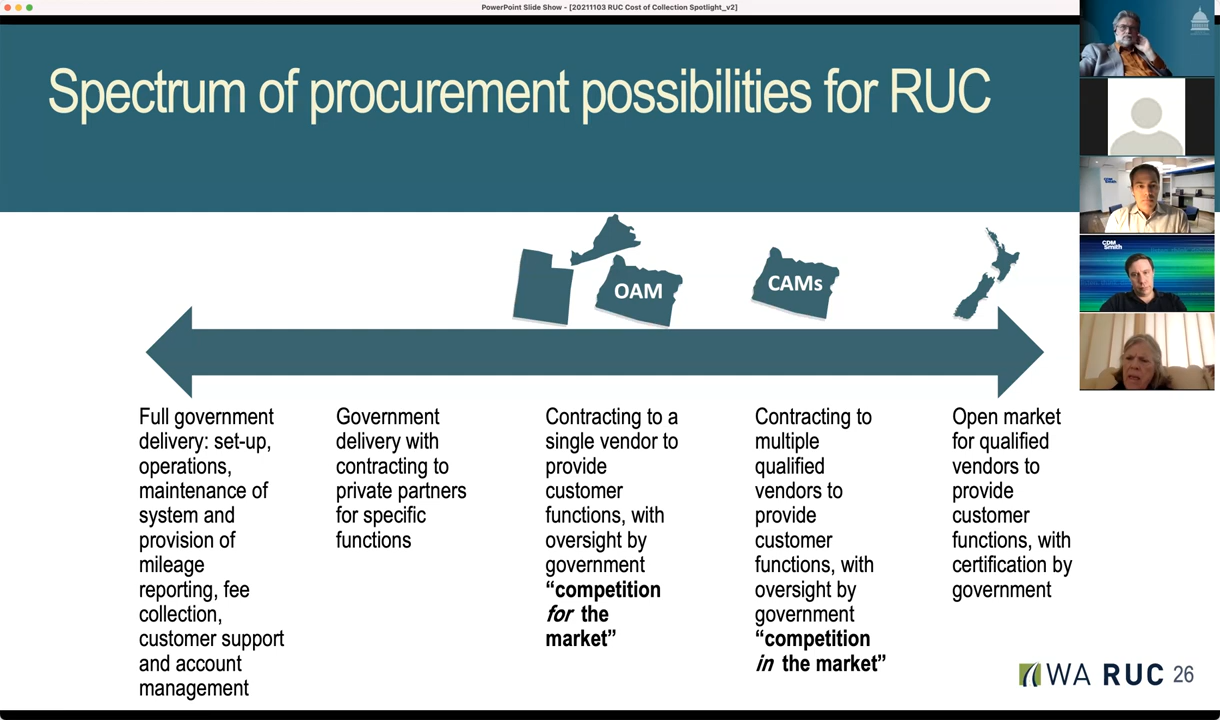 PowerPoint Slide Show - [20211103 RUC Cost of Collection Spotlight_v2]
Spectrum of procurement possibilities for RUC
OAM
CAMs
Full government
delivery: set-up,
operations,
maintenance of
system and
provision of
mileage
reporting, fee
collection,
customer support
and account
management
Government
delivery with
contracting to
private partners
for specific
functions
Contracting to a
single vendor to
provide
customer
functions, with
oversight by
government
“competition
for the
market”
Contracting to
multiple
qualified
vendors to
provide
customer
functions, with
oversight by
government
“competition
in the market”
Open market
for qualified
vendors to
provide
customer
functions, with
certification by
government
WA RUC 26
CDM
Smith
CDM
Smith